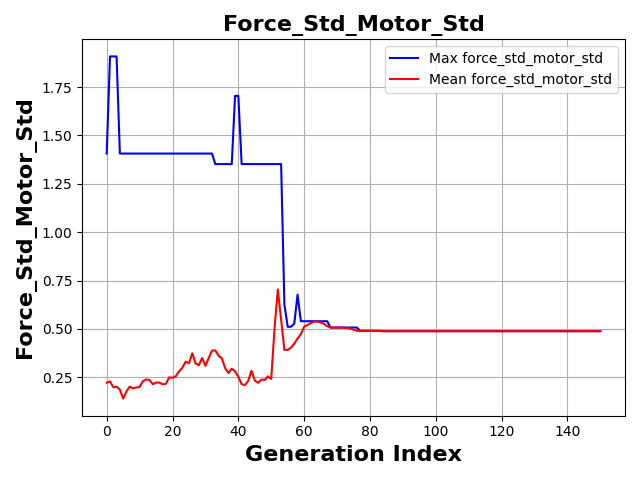 Force_Std_Motor_Std
Max force_std_motor_std
Mean force_std_motor_std
Force_Std_Motor_Std
1.75
1.50
1.25
1.00
0.75
0.50
0.25
0 20 40 60 80 100 120 140
Generation Index